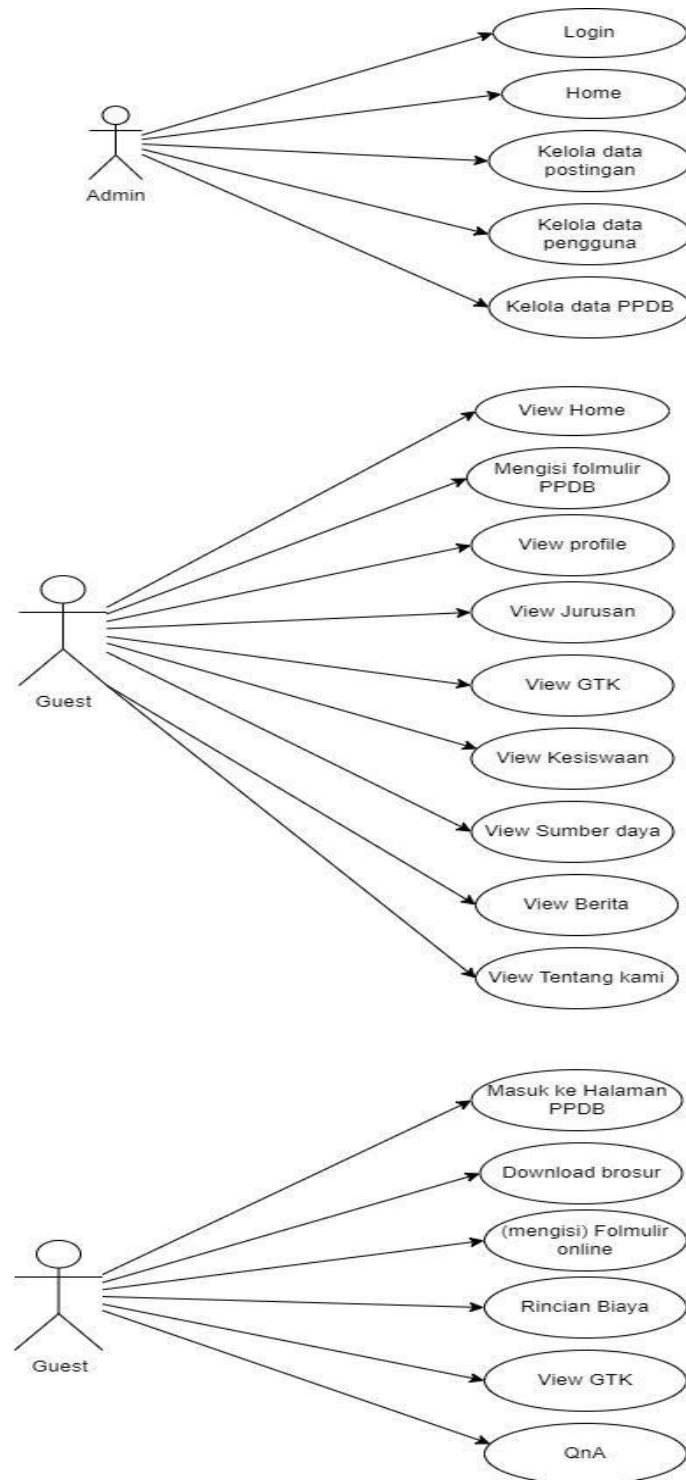 Login
Home
Kelola data
postingan
Admin
Kelola data
pengguna
Kelola data PPDB
View Home
Mengisi folmulir
PPDB
View profile
View Jurusan
Guest
View GTK
View Kesiswaan
View Sumber daya
View Berita
View Tentang kami
Masuk ke Halaman
PPDB
Download brosur
(mengisi) Folmulir
online
Rincian Biaya
Guest
View GTK
QnA